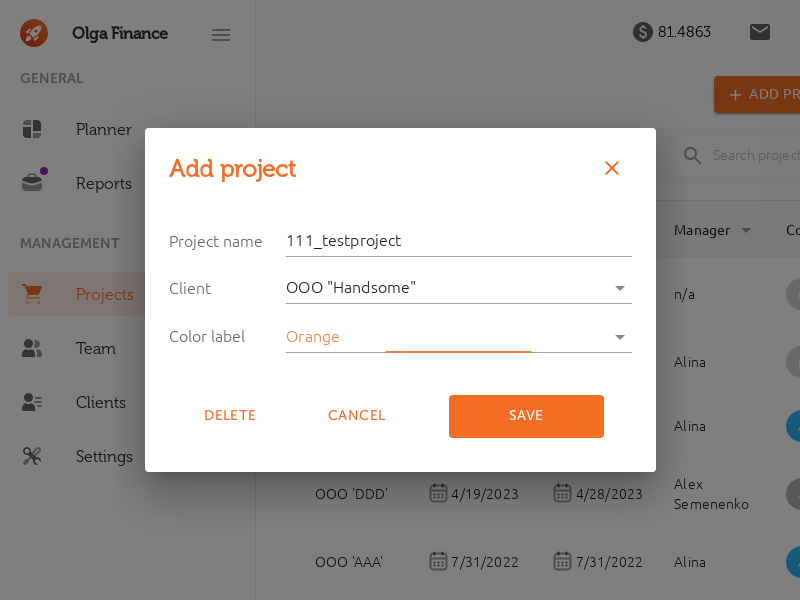 Olga Finance
81.4863
GENERAL
ADD PR
Planner
Add project
Search project
Reports
Project name
111_testproject
Manager
Co
MANAGEMENT
Client
OOO "Handsome"
Projects
n/a
Color label
Orange
Team
Alina
Clients
DELETE
CANCEL
SAVE
Alina
Settings
OOO 'DDD'
4/19/2023
4/28/2023
Alex
Semenenko
OOO 'AAA'
7/31/2022
7/31/2022
Alina